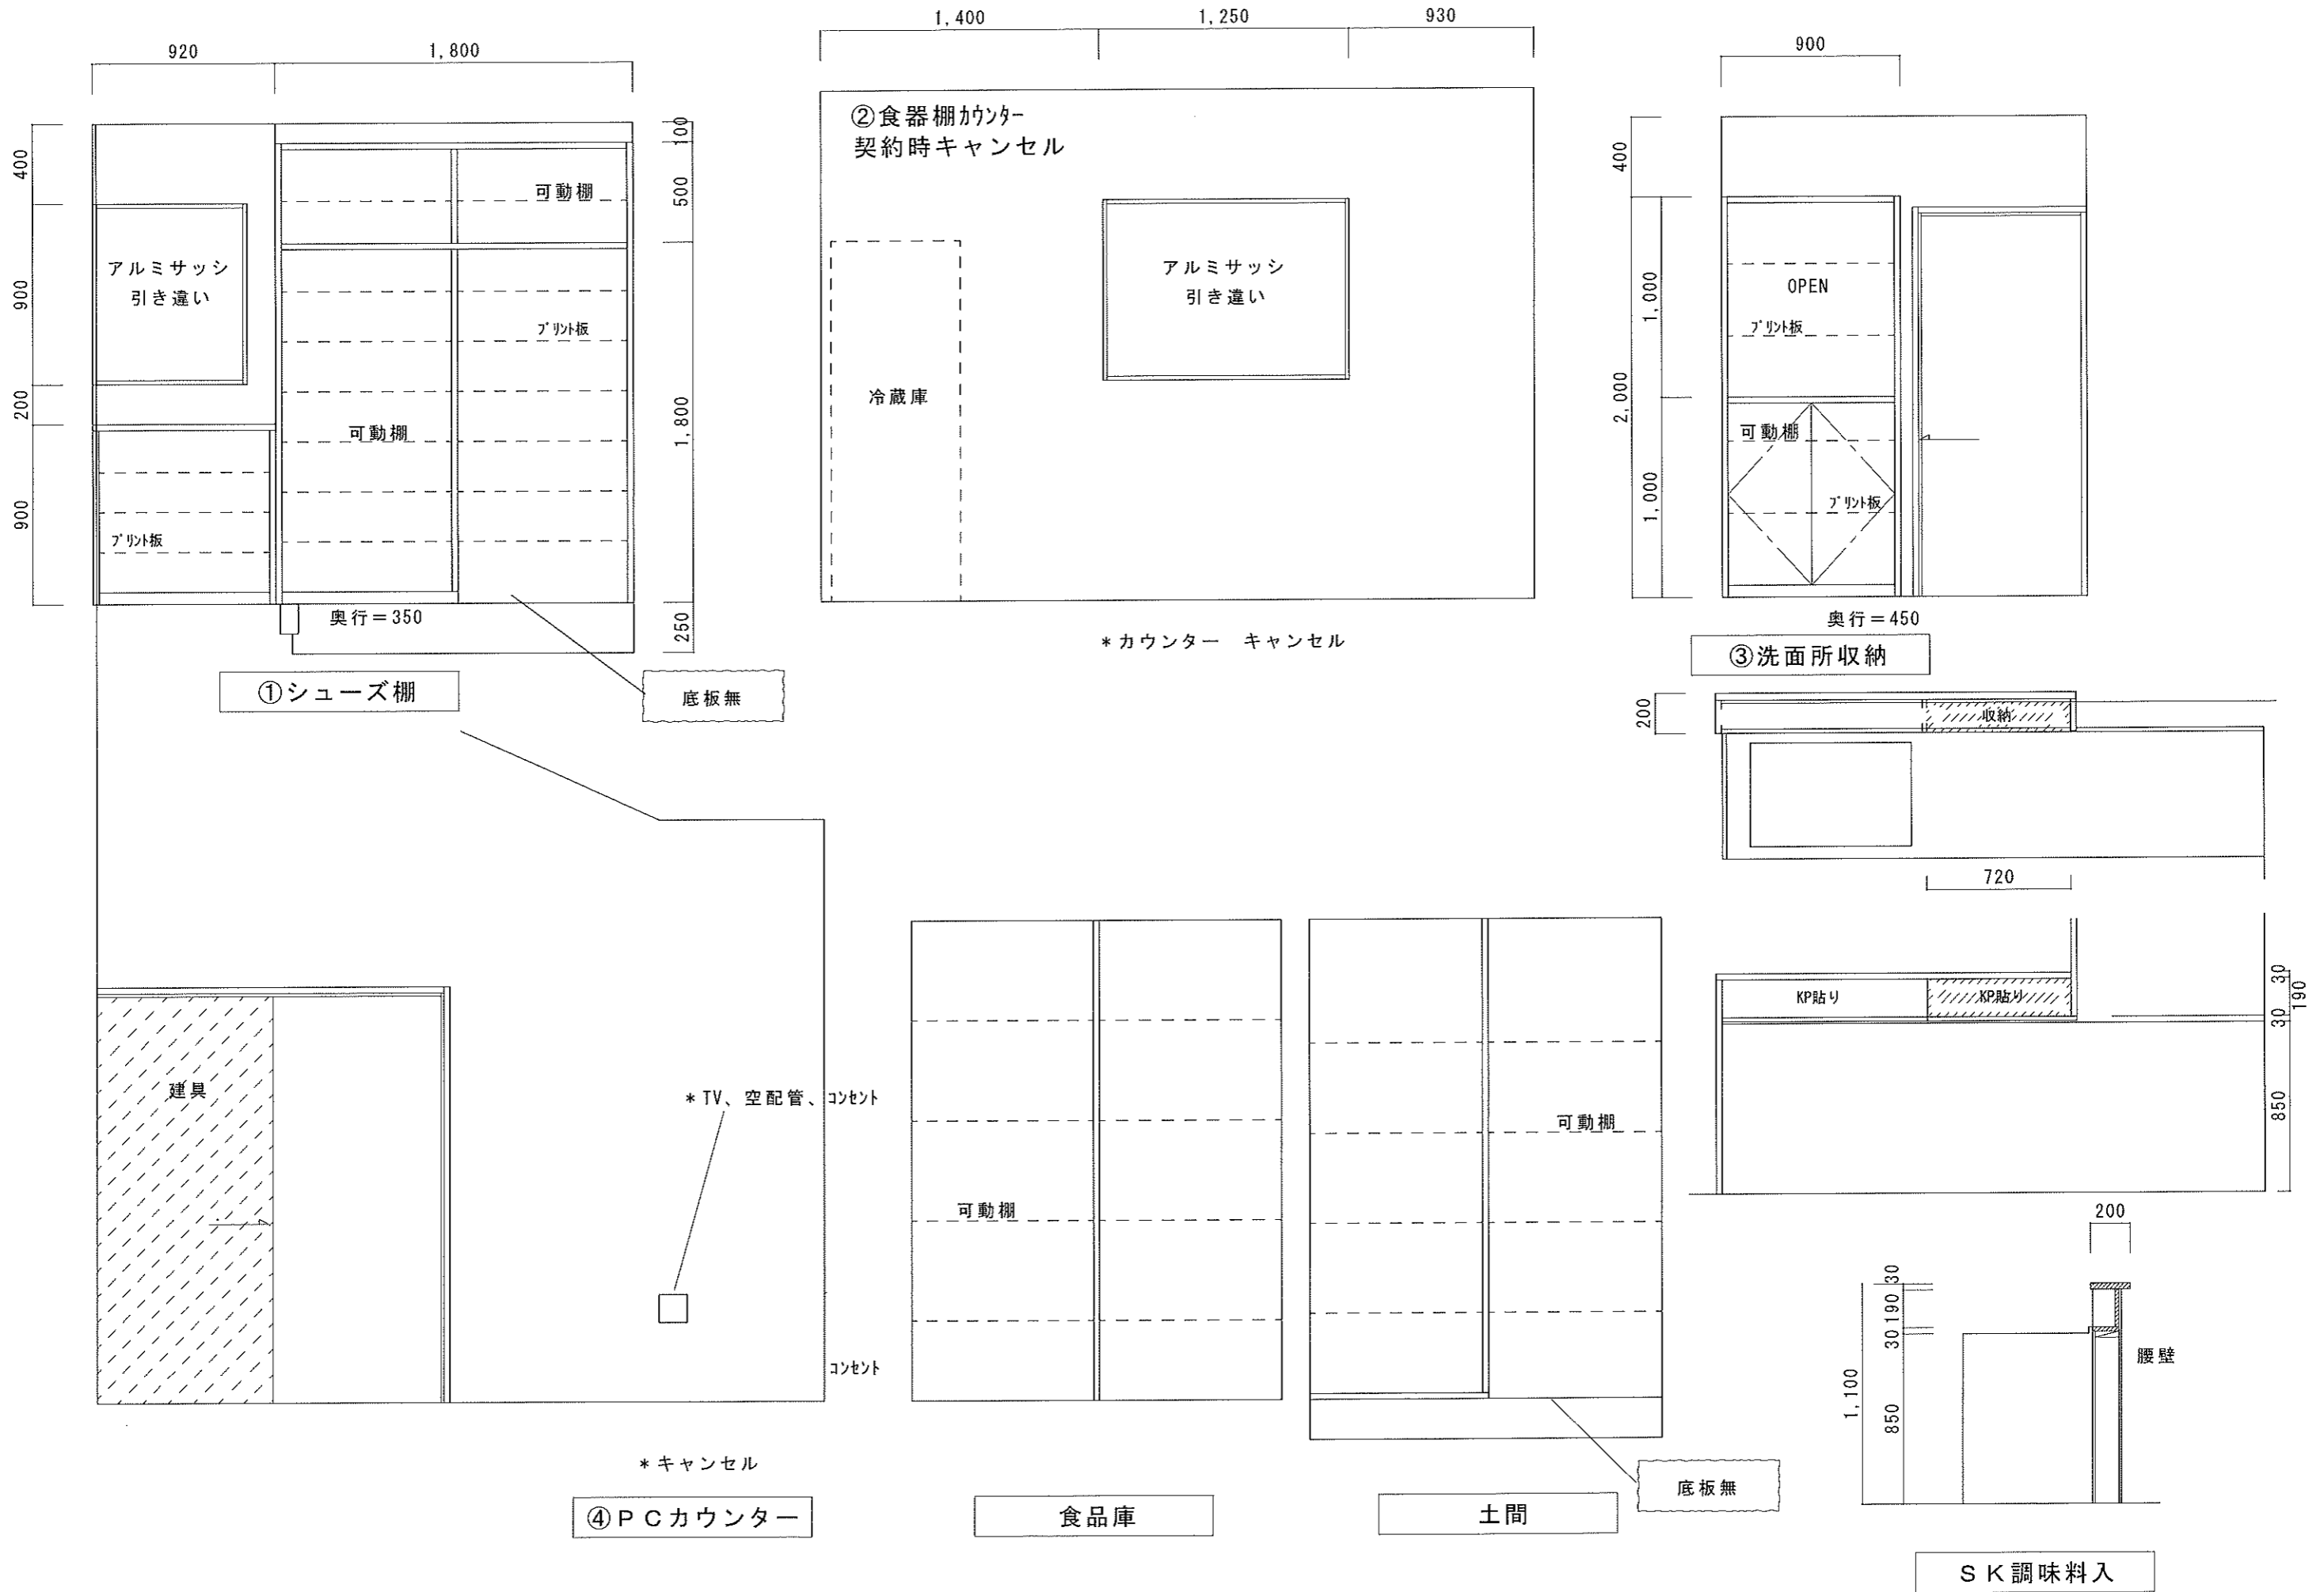 920
1,800
400
900
200
900
アルミサッシ
引き違い
プリント板
可動棚
プリント板
可動棚
100
500
1,800
250
奥行＝350
①シューズ棚
底板無
1,400
1,250
930
②食器棚カウンター
契約時キャンセル
冷蔵庫
アルミサッシ
引き違い
*カウンター　キャンセル
900
400
2,000
1,000
1,000
OPEN
プリント板
可動棚
プリント板
奥行＝450
③洗面所収納
200
収納
720
KP貼り
KP貼り
30
190
30
850
建具
*TV、空配管、コンセント
コンセント
*キャンセル
④ＰＣカウンター
可動棚
食品庫
可動棚
底板無
土間
200
30
190
30
850
1,100
腰壁
ＳＫ調味料入